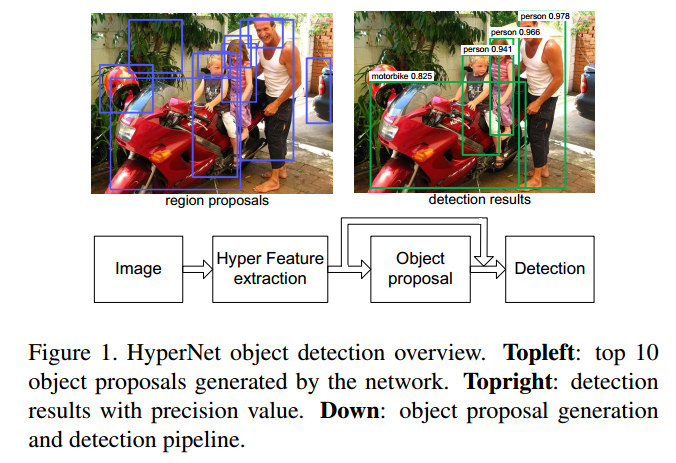 person 0.978
person 0.966
person 0.941
motorbike 0.825
region proposals
detection results
Image
Hyper Feature extraction
Object proposal
Detection
Figure 1. HyperNet object detection overview. Topleft: top 10
object proposals generated by the network. Topright: detection
results with precision value. Down: object proposal generation
and detection pipeline.